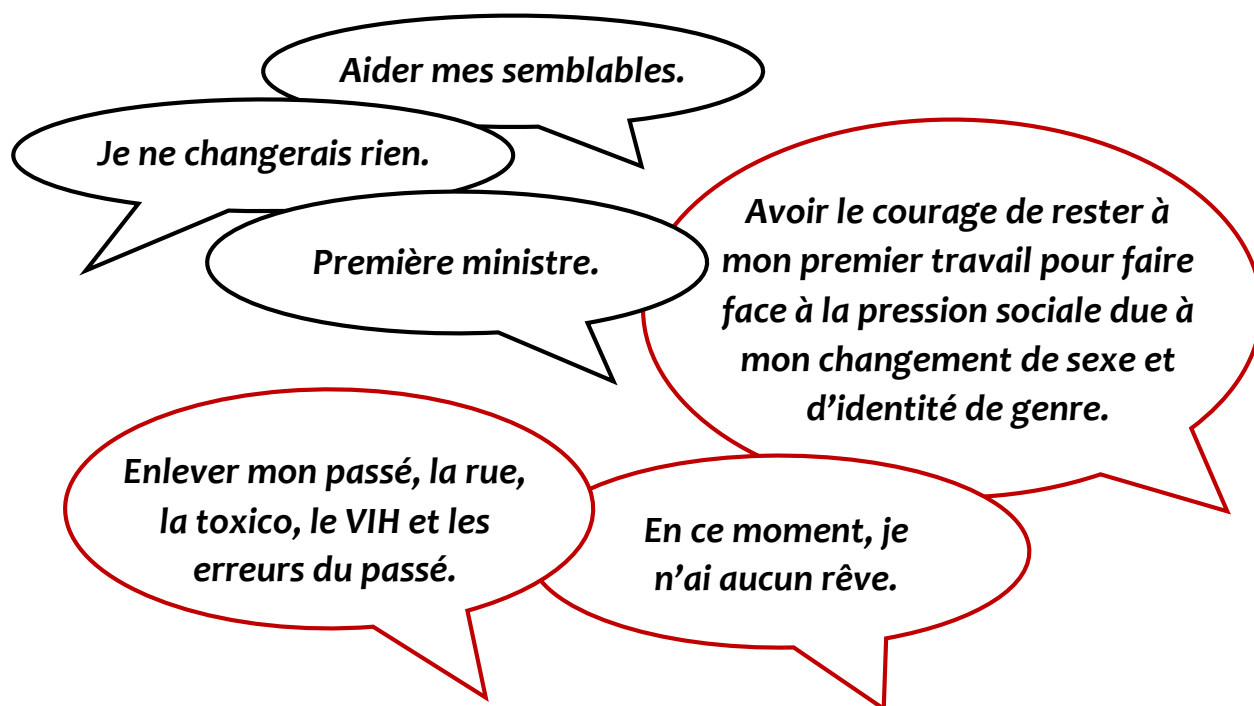 Aider mes semblables.
Je ne changerais rien.
Première ministre.
Avoir le courage de rester à
mon premier travail pour faire
face à la pression sociale due à
mon changement de sexe et
d’identité de genre.
Enlever mon passé, la rue,
la toxico, le VIH et les
erreurs du passé.
En ce moment, je
n’ai aucun rêve.